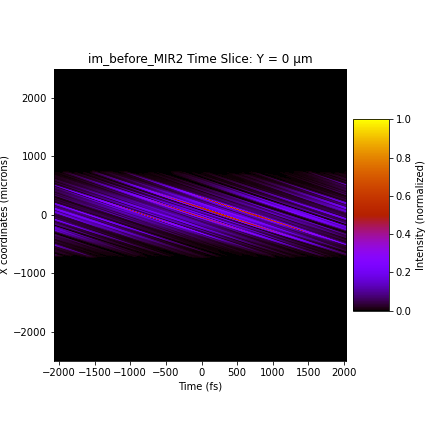 im_before_MIR2 Time Slice: Y = 0 µm
X coordinates (microns)
2000
1000
0
−1000
−2000
−2000 −1500 −1000 −500 0 500 1000 1500 2000
Time (fs)
1.0
0.8
0.6
0.4
0.2
0.0
Intensity (normalized)